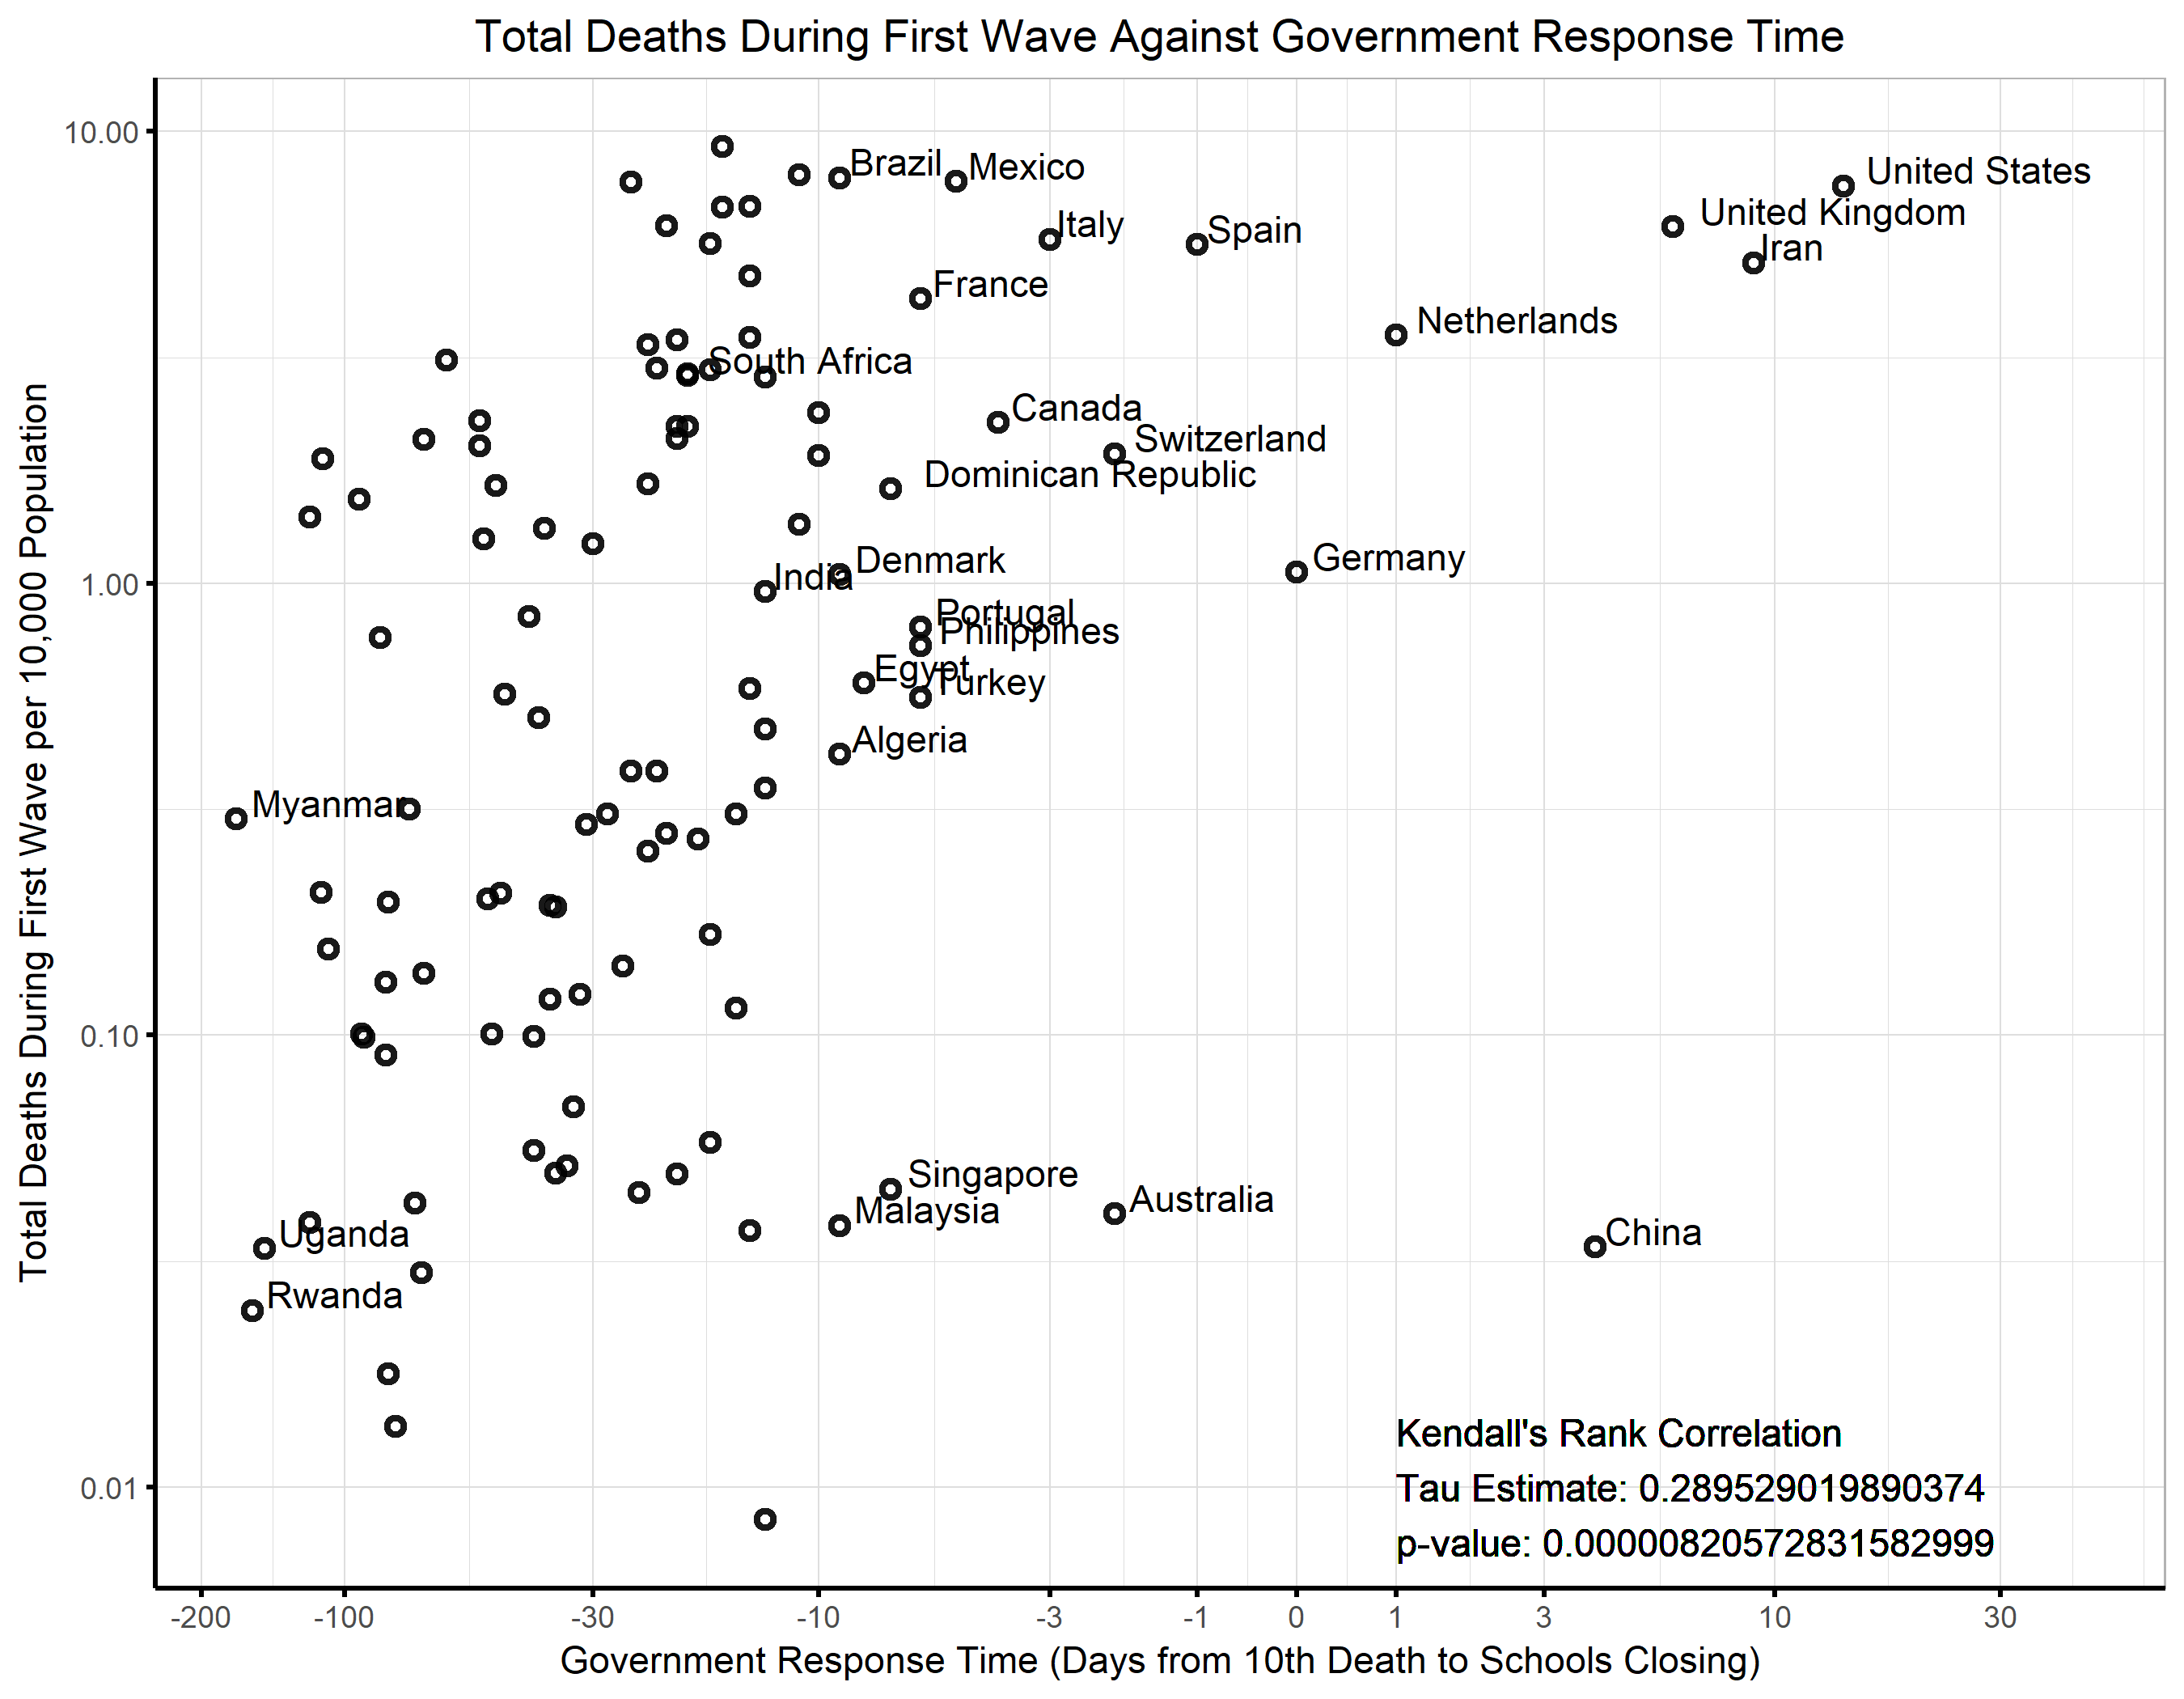 Total Deaths During First Wave Against Government Response Time
Total Deaths During First Wave per 10,000 Population
10.00
1.00
0.10
0.01
Brazil
Mexico
United States
United Kingdom
Italy
Spain
Iran
France
Netherlands
South Africa
Canada
Switzerland
Dominican Republic
Denmark
Germany
India
Portugal
Philippines
Egypt
Turkey
Algeria
Myanmar
Singapore
Australia
Malaysia
China
Uganda
Rwanda
Kendall's Rank Correlation
Tau Estimate: 0.289529019890374
p-value: 0.00000820572831582999
-200 -100 -30 -10 -3 -1 0 1 3 10 30
Government Response Time (Days from 10th Death to Schools Closing)